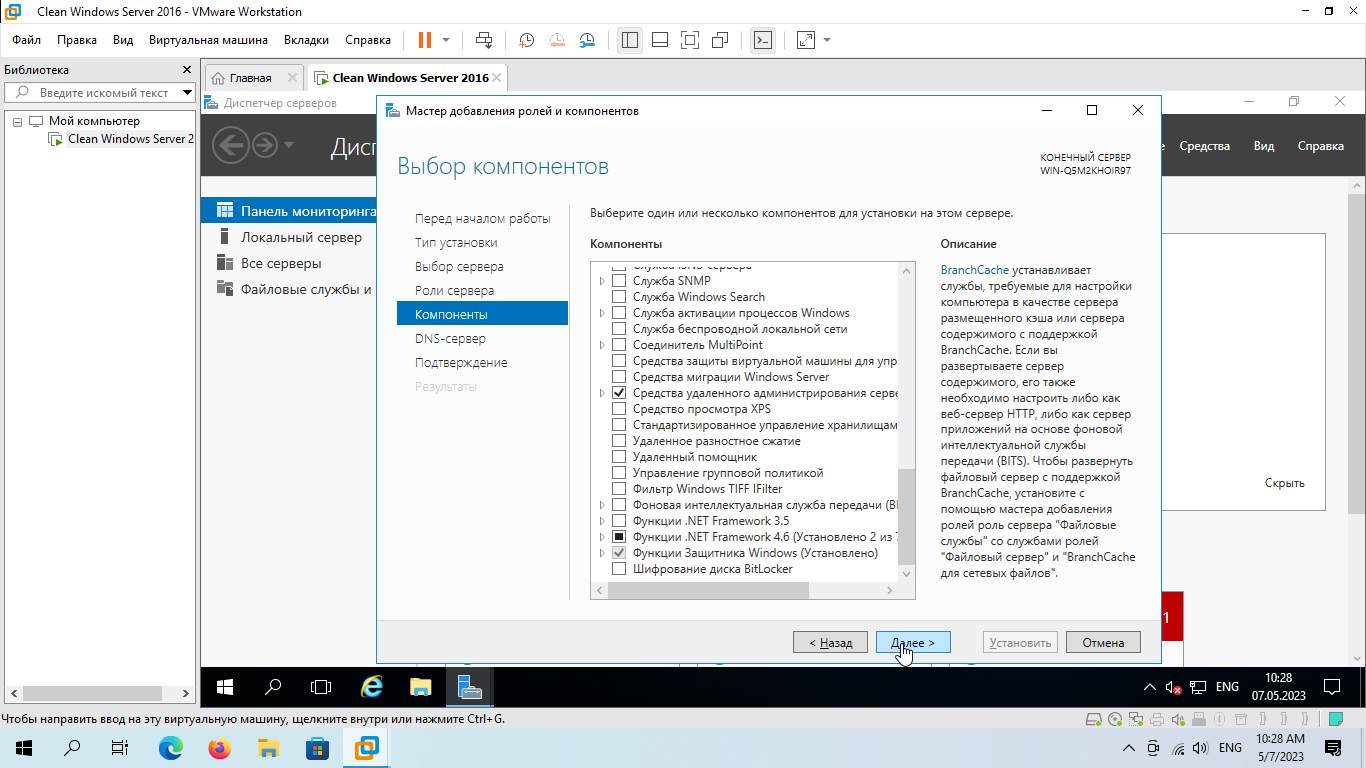 Clean Windows Server 2016 - VMware Workstation
Файл Правка Вид Виртуальная машина Вкладки Справка
Библиотека
Введите искомый текст
Мой компьютер
Clean Windows Server 2
Главная
Clean Windows Server 2016
Диспетчер серверов
Дисп
Средства Вид Справка
Панель мониторинга
Локальный сервер
Все серверы
Файловые службы и
Скрыть
1
Мастер добавления ролей и компонентов
Выбор компонентов
КОНЕЧНЫЙ СЕРВЕР
WIN-Q5M2KHOIR97
Перед началом работы
Тип установки
Выбор сервера
Роли сервера
Компоненты
DNS-сервер
Подтверждение
Результаты
Выберите один или несколько компонентов для установки на этом сервере.
Компоненты
Служба iSNS-сервера
Служба SNMP
Служба Windows Search
Служба активации процессов Windows
Служба беспроводной локальной сети
Соединитель MultiPoint
Средства защиты виртуальной машины для упр
Средства миграции Windows Server
Средства удаленного администрирования серве
Средство просмотра XPS
Стандартизированное управление хранилищам
Удаленное разностное сжатие
Удаленный помощник
Управление групповой политикой
Фильтр Windows TIFF IFilter
Фоновая интеллектуальная служба передачи (BI
Функции .NET Framework 3.5
Функции .NET Framework 4.6 (Установлено 2 из 7
Функции Защитника Windows (Установлено)
Шифрование диска BitLocker
Описание
BranchCache устанавливает
службы, требуемые для настройки
компьютера в качестве сервера
размещенного кэша или сервера
содержимого с поддержкой
BranchCache. Если вы
развертываете сервер
содержимого, его также
необходимо настроить либо как
веб-сервер HTTP, либо как сервер
приложений на основе фоновой
интеллектуальной службы
передачи (BITS). Чтобы развернуть
файловый сервер с поддержкой
BranchCache, установите с
помощью мастера добавления
ролей роль сервера "Файловые
службы" со службами ролей
"Файловый сервер" и "BranchCache
для сетевых файлов".
< Назад Далее > Установить Отмена
ENG
10:28
07.05.2023
Чтобы направить ввод на эту виртуальную машину, щелкните внутри или нажмите Ctrl+G.
ENG
10:28 AM
5/7/2023